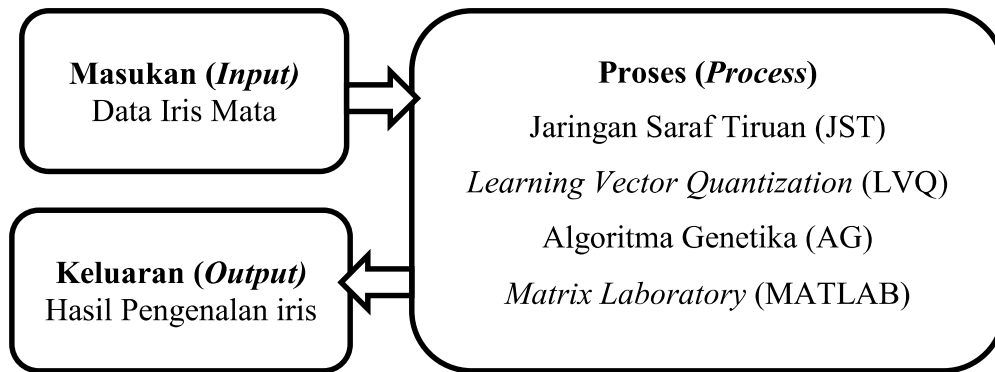 Masukan (Input)
Data Iris Mata
Proses (Process)
Jaringan Saraf Tiruan (JST)
Learning Vector Quantization (LVQ)
Algoritma Genetika (AG)
Matrix Laboratory (MATLAB)
Keluaran (Output)
Hasil Pengenalan iris